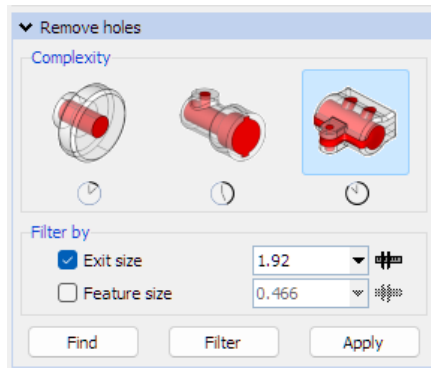 Remove holes
Complexity
Filter by
Exit size 1.92
Feature size 0.466
Find Filter Apply